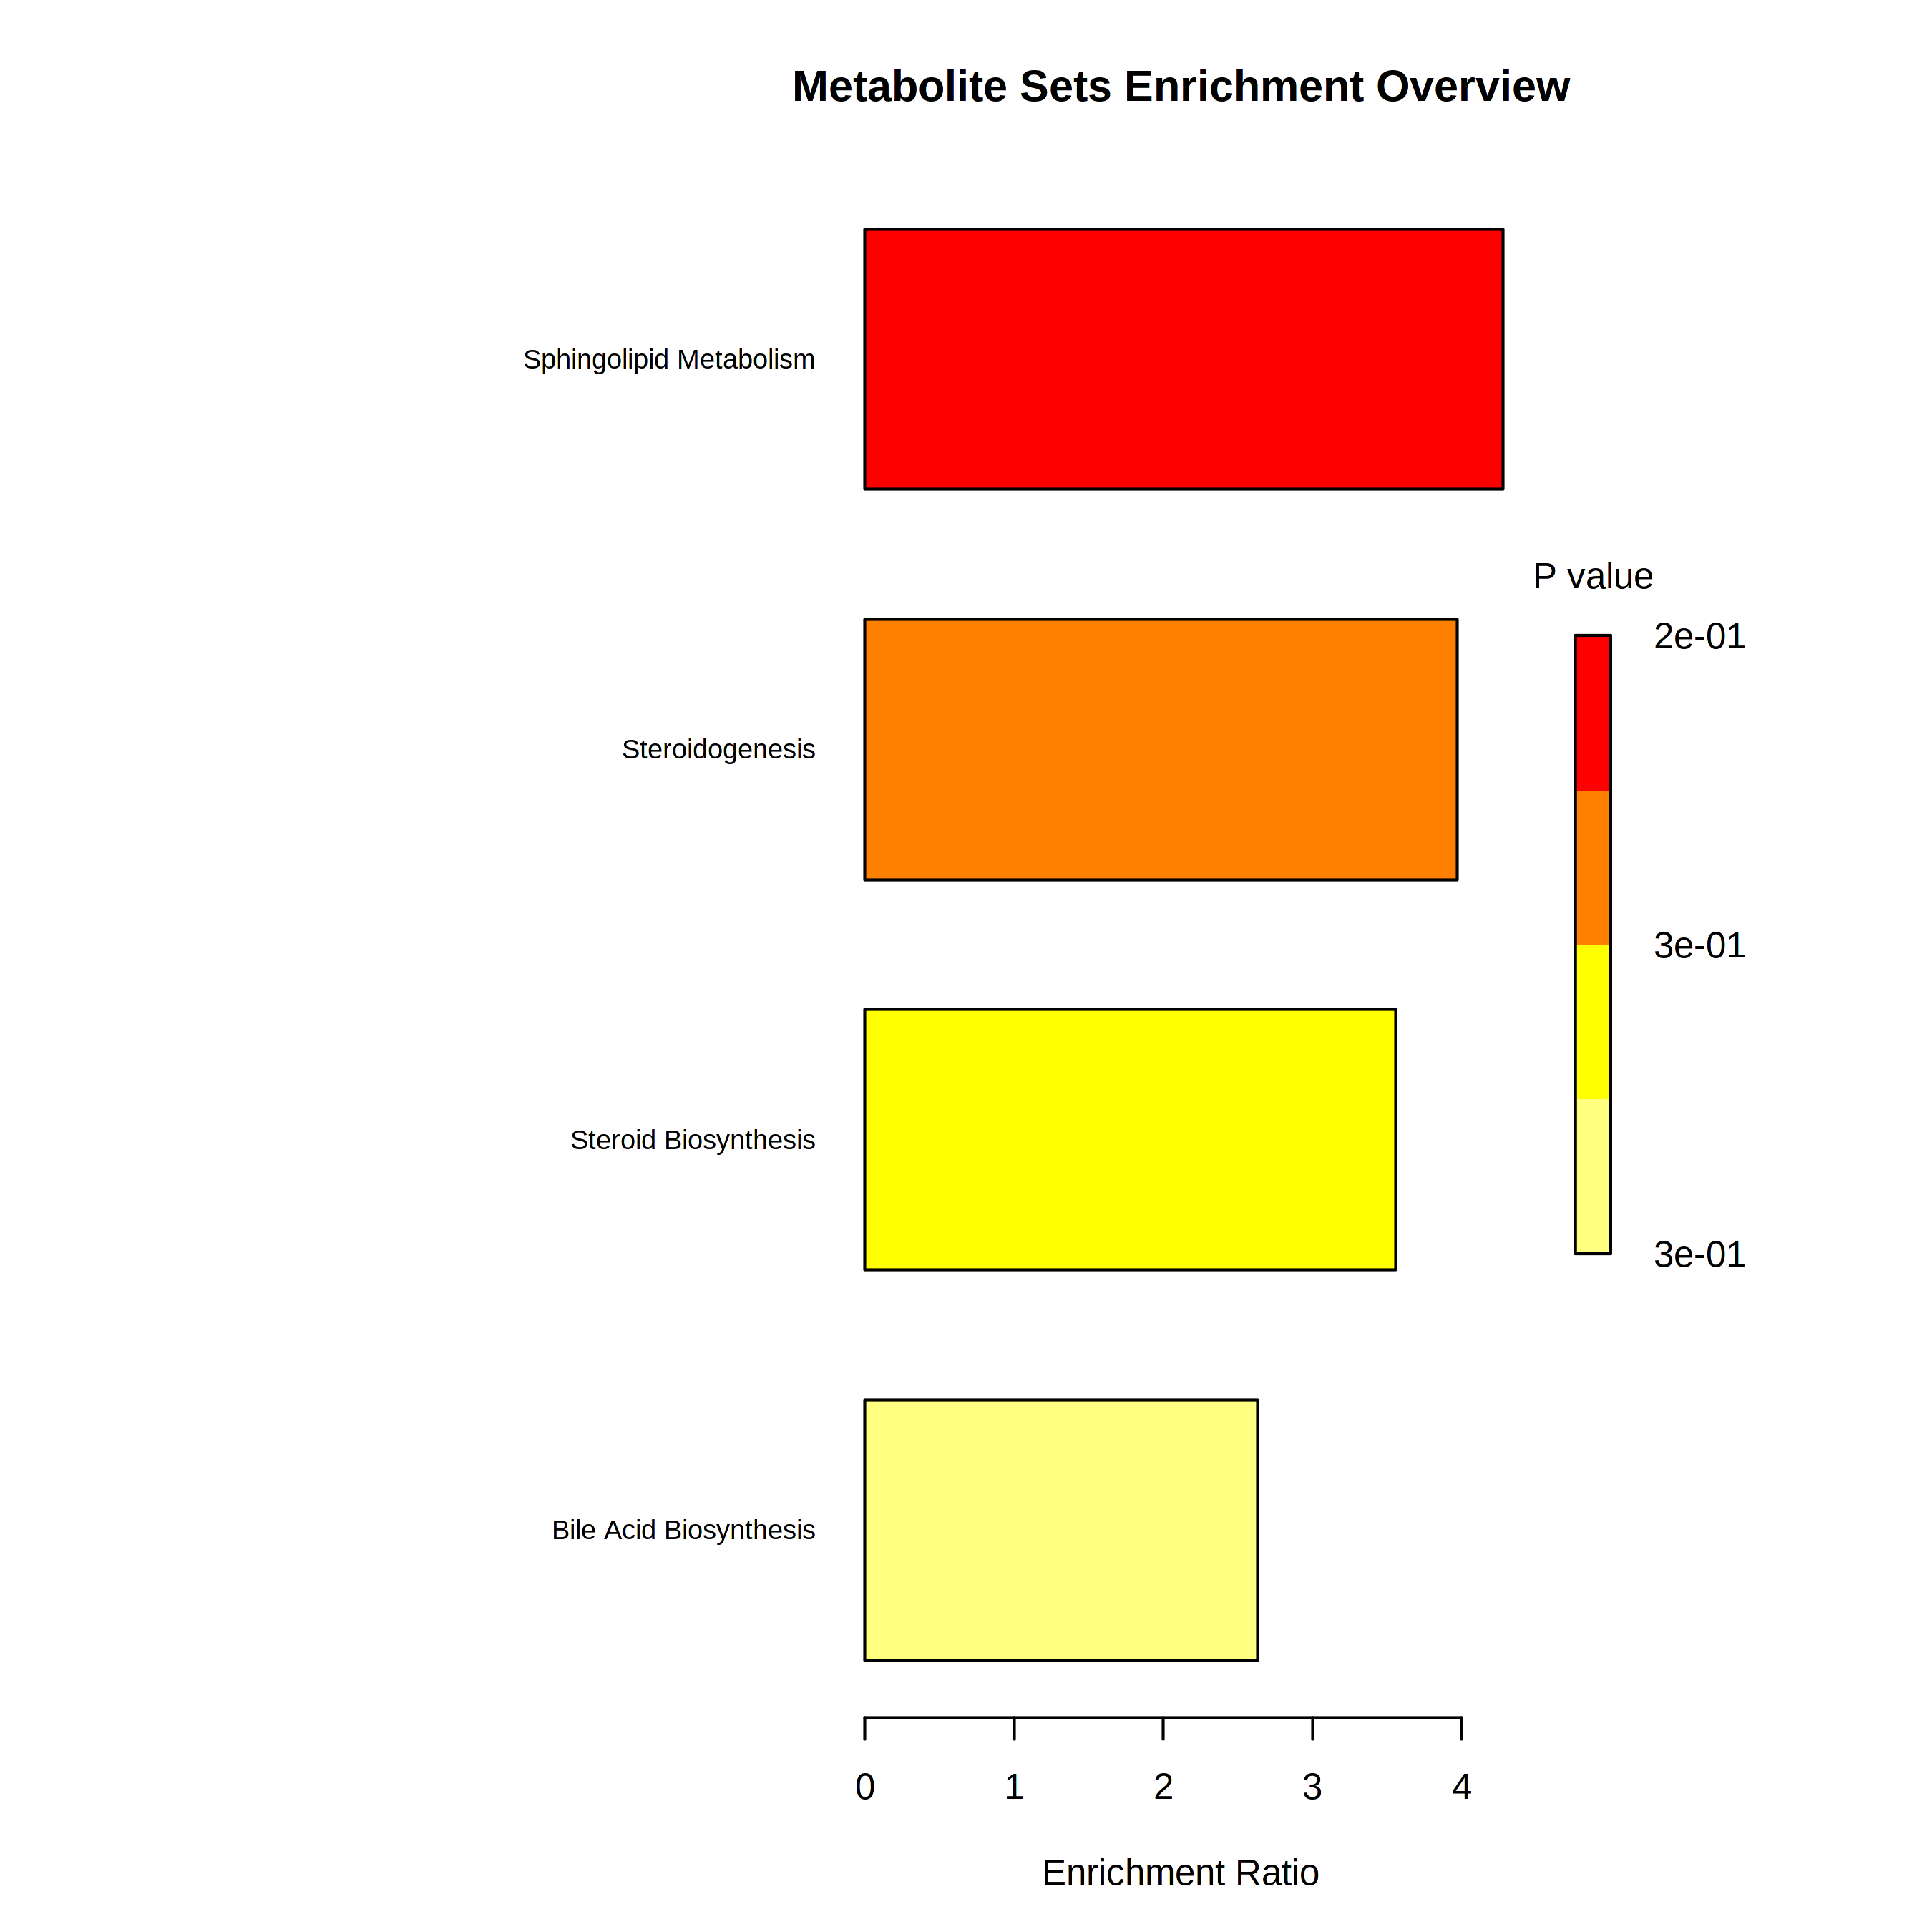 Metabolite Sets Enrichment Overview
Sphingolipid Metabolism
Steroidogenesis
Steroid Biosynthesis
Bile Acid Biosynthesis
P value
2e-01
3e-01
3e-01
0 1 2 3 4
Enrichment Ratio